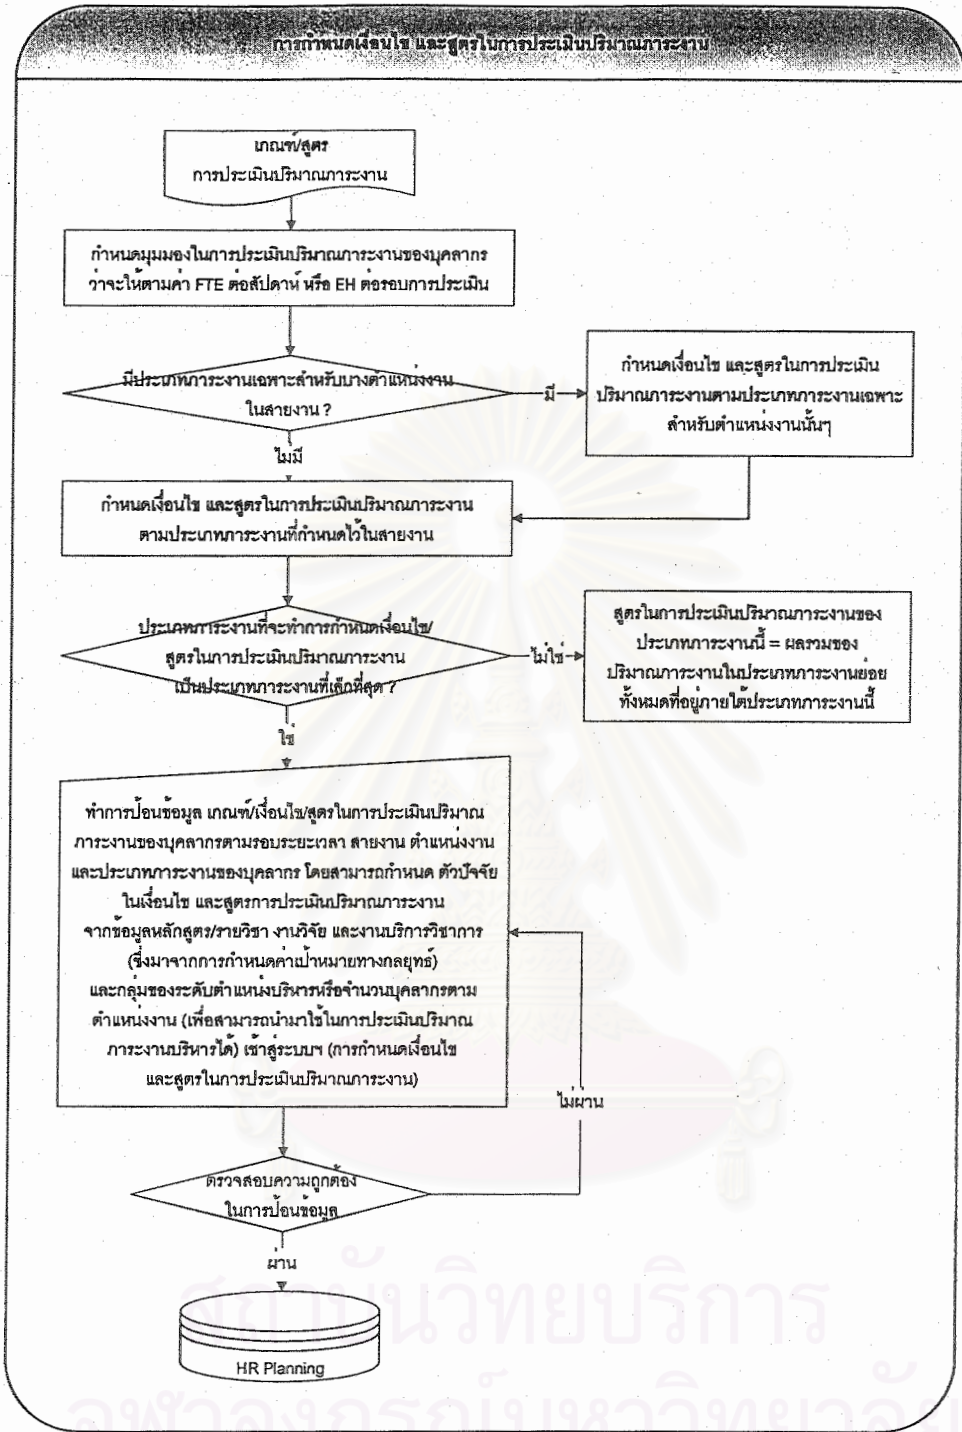 การกำหนดเงื่อนไข และสูตรในการประเมินปริมาณภาระงาน
เกณฑ์/สูตร
การประเมินปริมาณภาระงาน
กำหนดมุมมองในการประเมินปริมาณภาระงานของบุคลากร
ว่าจะให้ตามค่า FTE ต่อสัปดาห์ หรือ EH ต่อรอบการประเมิน
มีประเภทภาระงานเฉพาะสำหรับบางตำแหน่งงาน
ในสายงาน ?
มี
กำหนดเงื่อนไข และสูตรในการประเมิน
ปริมาณภาระงานตามประเภทภาระงานเฉพาะ
สำหรับตำแหน่งงานนั้นๆ
ไม่มี
กำหนดเงื่อนไข และสูตรในการประเมินปริมาณภาระงาน
ตามประเภทภาระงานที่กำหนดไว้ในสายงาน
ประเภทภาระงานที่จะทำการกำหนดเงื่อนไข/
สูตรในการประเมินปริมาณภาระงาน
เป็นประเภทภาระงานที่เล็กที่สุด ?
ไม่ใช่
สูตรในการประเมินปริมาณภาระงานของ
ประเภทภาระงานนี้ = ผลรวมของ
ปริมาณภาระงานในประเภทภาระงานย่อย
ทั้งหมดที่อยู่ภายใต้ประเภทภาระงานนี้
ใช่
ทำการป้อนข้อมูล เกณฑ์/เงื่อนไข/สูตรในการประเมินปริมาณ
ภาระงานของบุคลากรตามรอบระยะเวลา สายงาน ตำแหน่งงาน
และประเภทภาระงานของบุคลากร โดยสามารถกำหนด ตัวปัจจัย
ในเงื่อนไข และสูตรการประเมินปริมาณภาระงาน
จากข้อมูลหลักสูตร/รายวิชา งานวิจัย และงานบริการวิชาการ
(ซึ่งมาจากการกำหนดค่าเป้าหมายทางกลยุทธ์)
และกลุ่มของระดับตำแหน่งบริหารหรือจำนวนบุคลากรตาม
ตำแหน่งงาน (เพื่อสามารถนำมาใช้ในการประเมินปริมาณ
ภาระงานบริหารได้) เข้าสู่ระบบฯ (การกำหนดเงื่อนไข
และสูตรในการประเมินปริมาณภาระงาน)
ไม่ผ่าน
ตรวจสอบความถูกต้อง
ในการป้อนข้อมูล
ผ่าน
HR Planning
สถาบันวิทยบริการ
จุฬาลงกรณ์มหาวิทยาลัย